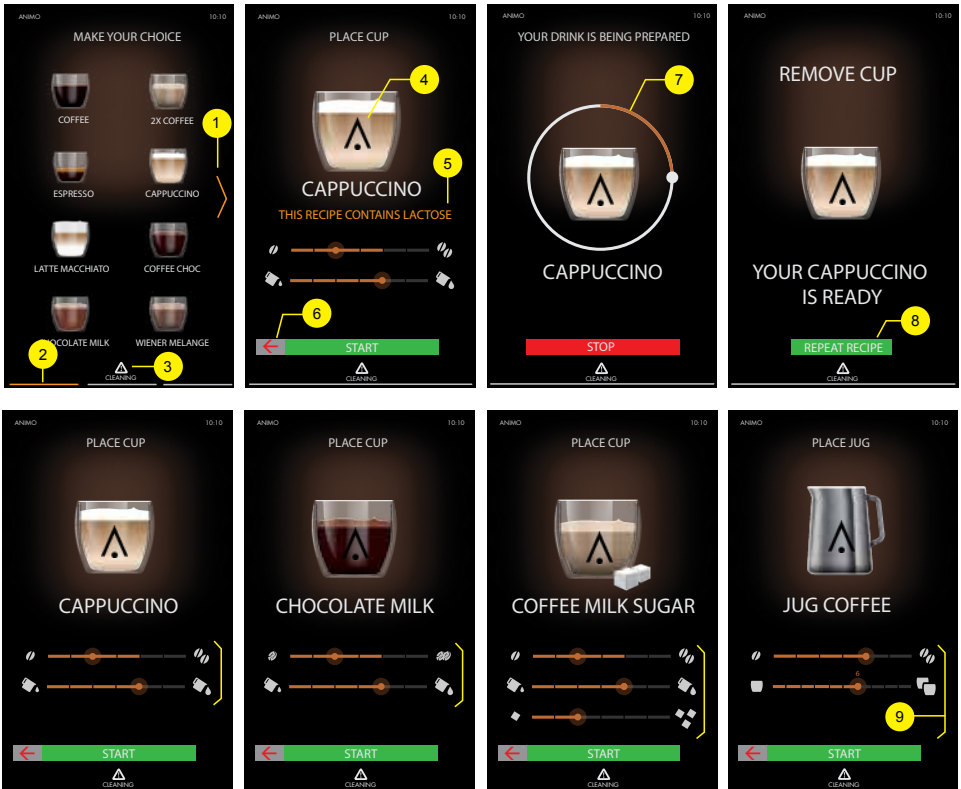 ANIMO 10:10
MAKE YOUR CHOICE
COFFEE 2X COFFEE
1
ESPRESSO CAPPUCCINO
LATTE MACCHIATO COFFEE CHOC
OCOLATE MILK WIENER MELANGE
2
3
CLEANING
ANIMO 10:10
PLACE CUP
4
5
CAPPUCCINO
THIS RECIPE CONTAINS LACTOSE
6
START
CLEANING
ANIMO 10:10
YOUR DRINK IS BEING PREPARED
7
CAPPUCCINO
STOP
CLEANING
ANIMO 10:10
REMOVE CUP
YOUR CAPPUCCINO
IS READY
8
REPEAT RECIPE
CLEANING
ANIMO 10:10
PLACE CUP
CAPPUCCINO
START
CLEANING
ANIMO 10:10
PLACE CUP
CHOCOLATE MILK
START
CLEANING
ANIMO 10:10
PLACE CUP
COFFEE MILK SUGAR
START
CLEANING
ANIMO 10:10
PLACE JUG
JUG COFFEE
6
9
START
CLEANING